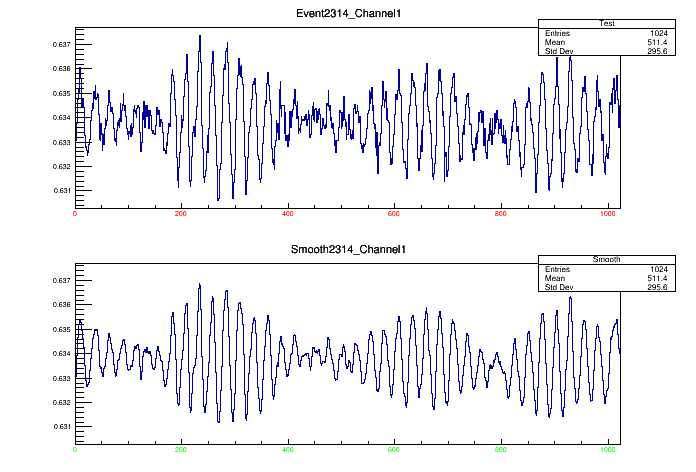 Event2314_Channel1
Test
Entries 1024
Mean 511.4
Std Dev 295.6
0.637
0.636
0.635
0.634
0.633
0.632
0.631
0 200 400 600 800 1000
Smooth2314_Channel1
Smooth
Entries 1024
Mean 511.4
Std Dev 295.6
0.637
0.636
0.635
0.634
0.633
0.632
0.631
0 200 400 600 800 1000